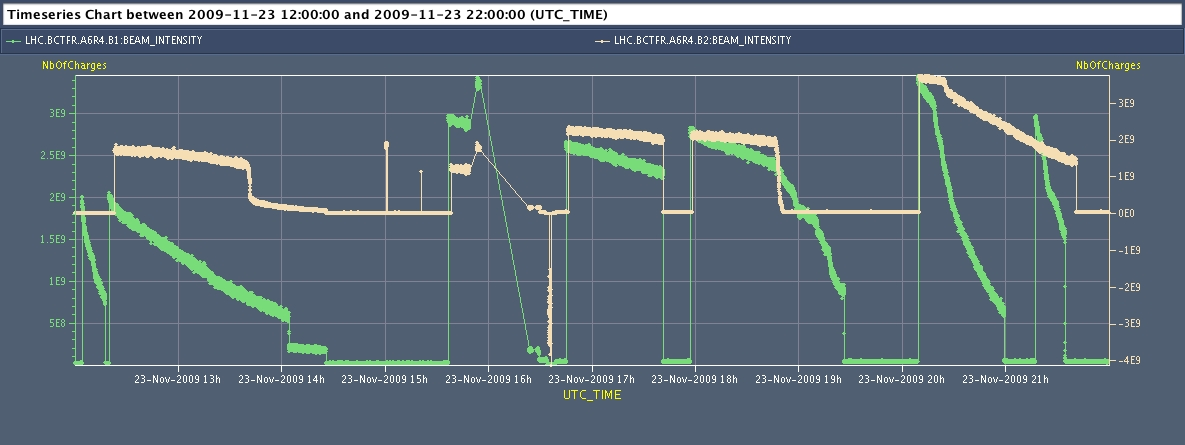 Timeseries Chart between 2009-11-23 12:00:00 and 2009-11-23 22:00:00 (UTC_TIME)
LHC.BCTFR.A6R4.B1:BEAM_INTENSITY LHC.BCTFR.A6R4.B2:BEAM_INTENSITY
NbOfCharges NbOfCharges
3E9 3E9
2.5E9 2E9
2E9 1E9
1.5E9 0E0
1E9 -1E9
5E8 -2E9
-3E9
-4E9
23-Nov-2009 13h 23-Nov-2009 14h 23-Nov-2009 15h 23-Nov-2009 16h 23-Nov-2009 17h 23-Nov-2009 18h 23-Nov-2009 19h 23-Nov-2009 20h 23-Nov-2009 21h
UTC_TIME